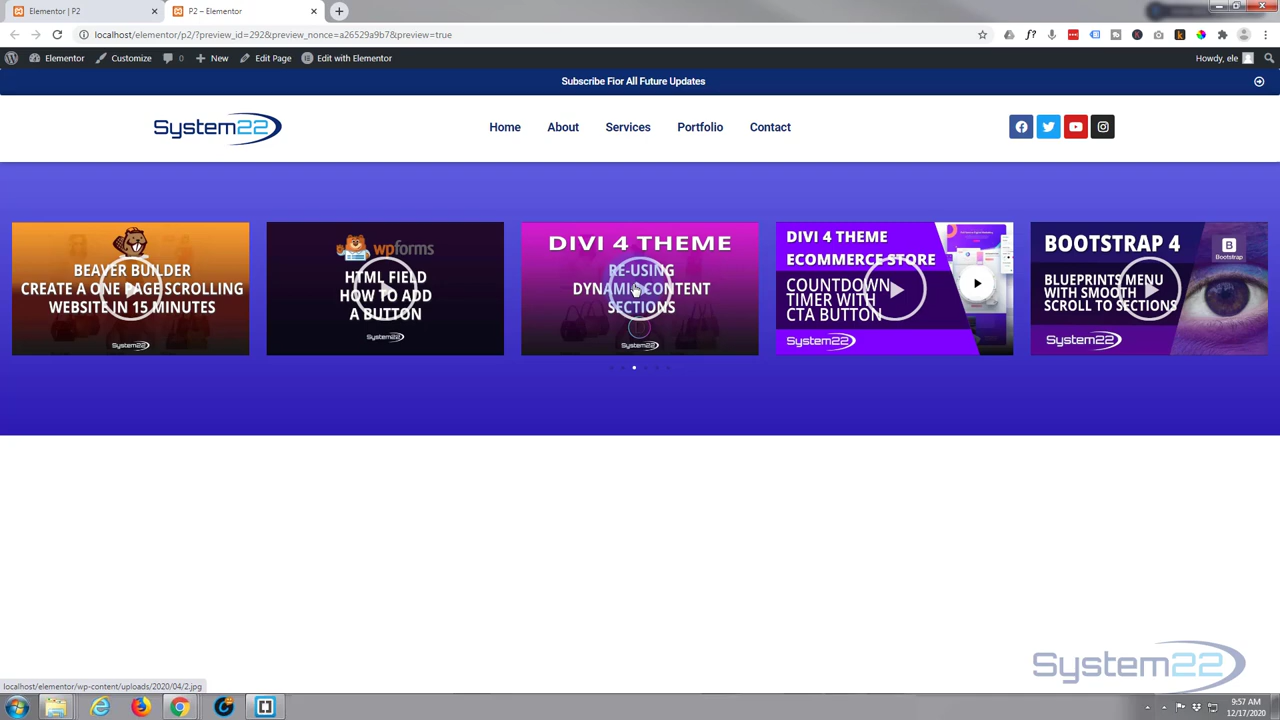 Elementor | P2
P2 – Elementor
localhost/elementor/p2/?preview_id=292&preview_nonce=a26529a9b7&preview=true
Elementor
Customize
0
New
Edit Page
Edit with Elementor
Howdy, ele
Subscribe Fior All Future Updates
System22
Home
About
Services
Portfolio
Contact
BEAVER BUILDER
CREATE A ONE PAGE SCROLLING
WEBSITE IN 15 MINUTES
System22
wpforms
HTML FIELD
HOW TO ADD
A BUTTON
System22
DIVI 4 THEME
RE-USING
DYNAMIC CONTENT
SECTIONS
System22
DIVI 4 THEME
ECOMMERCE STORE
COUNTDOWN
TIMER WITH
CTA BUTTON
System22
BOOTSTRAP 4
B
Bootstrap
BLUEPRINTS MENU
WITH SMOOTH
SCROLL TO SECTIONS
System22
System22
localhost/elementor/wp-content/uploads/2020/04/2.jpg
9:57 AM
12/17/2020